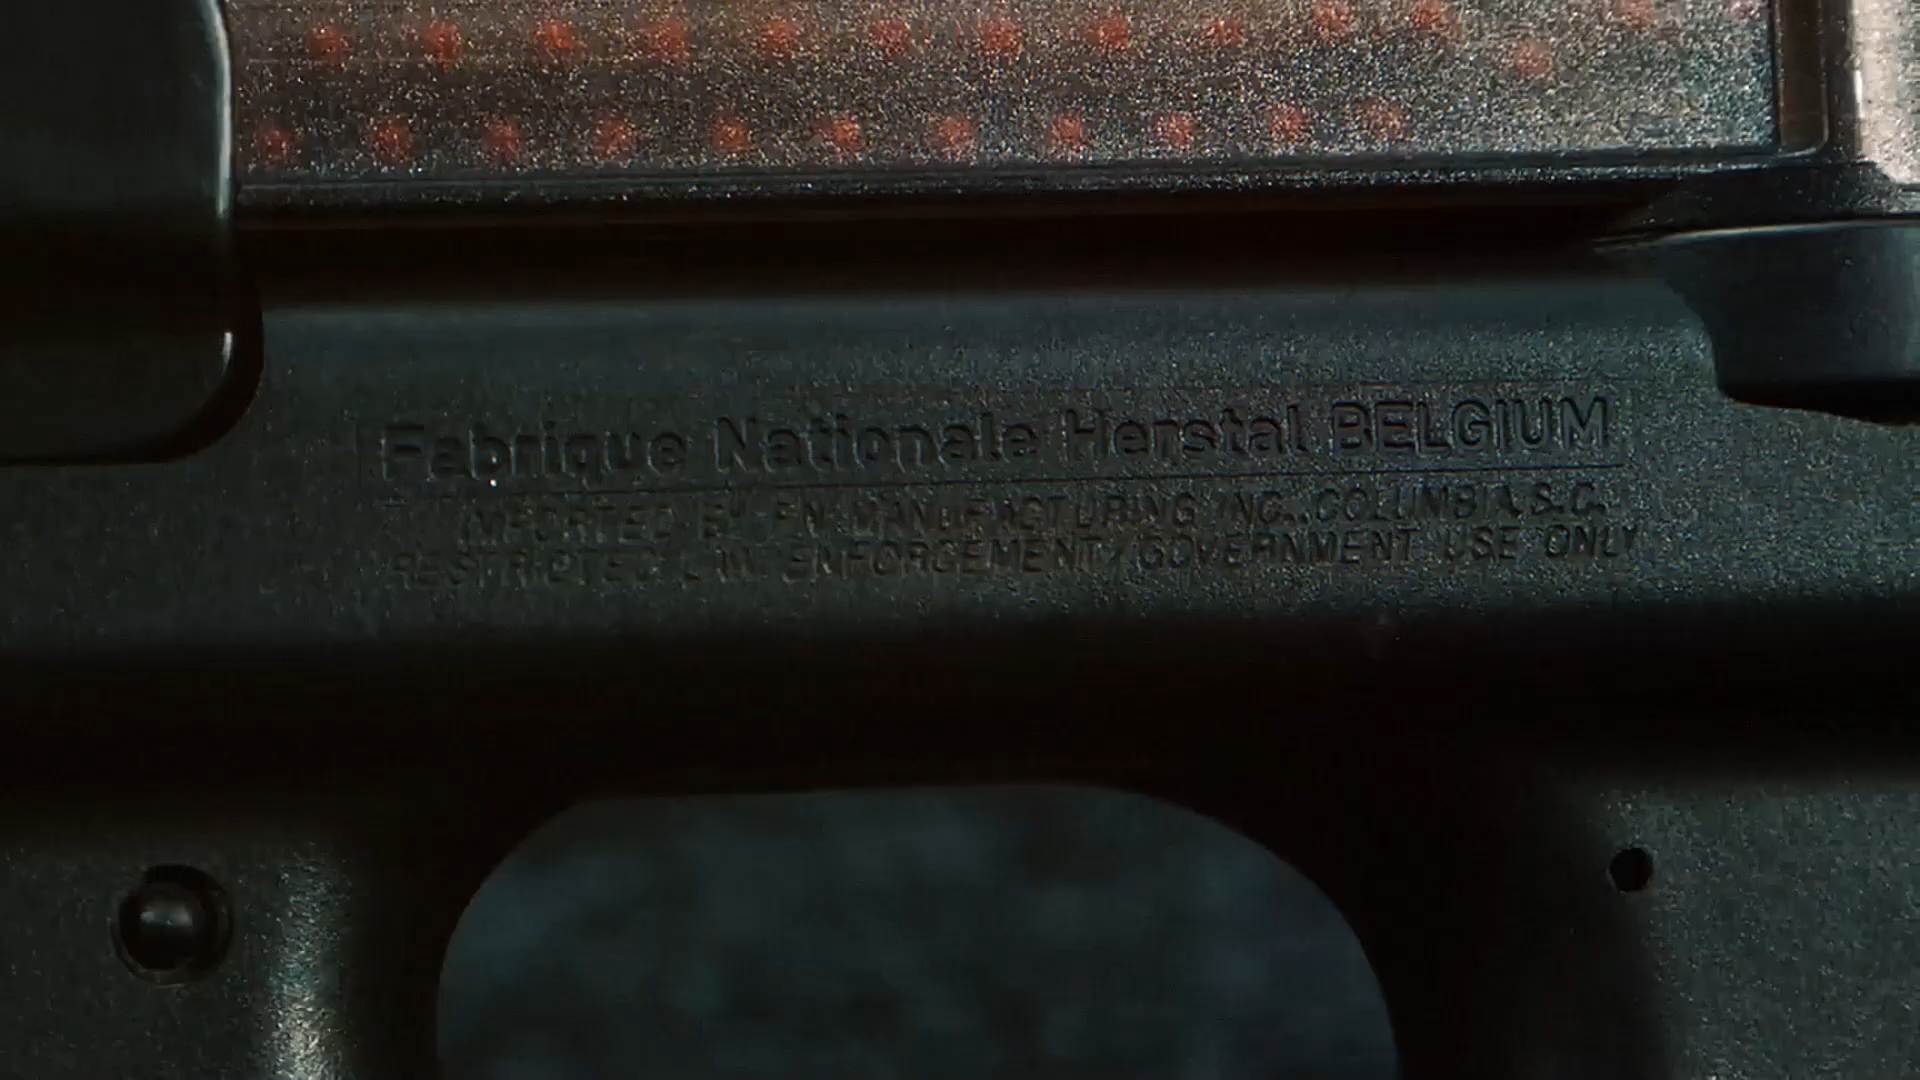 Fabrique Nationale Herstal BELGIUM
IMPORTED BY FN MANUFACTURING INC., COLUMBIA, S.C.
RESTRICTED LAW ENFORCEMENT/GOVERNMENT USE ONLY